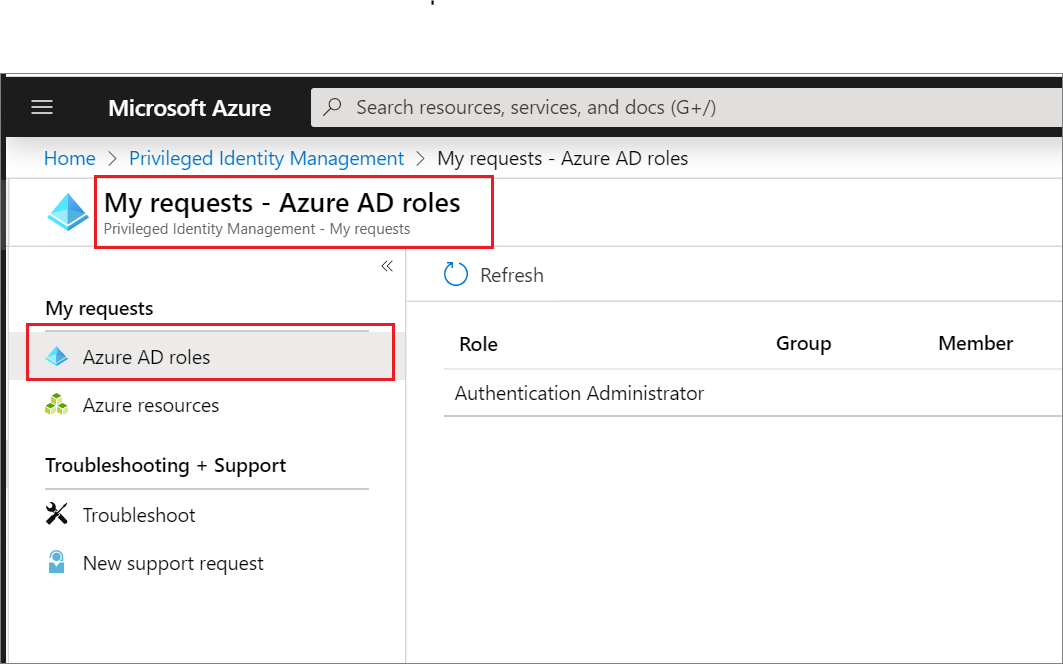 Microsoft Azure
Search resources, services, and docs (G+/)
Home > Privileged Identity Management > My requests - Azure AD roles
My requests - Azure AD roles
Privileged Identity Management - My requests
«
My requests
Azure AD roles
Azure resources
Troubleshooting + Support
Troubleshoot
New support request
Refresh
Role Group Member
Authentication Administrator